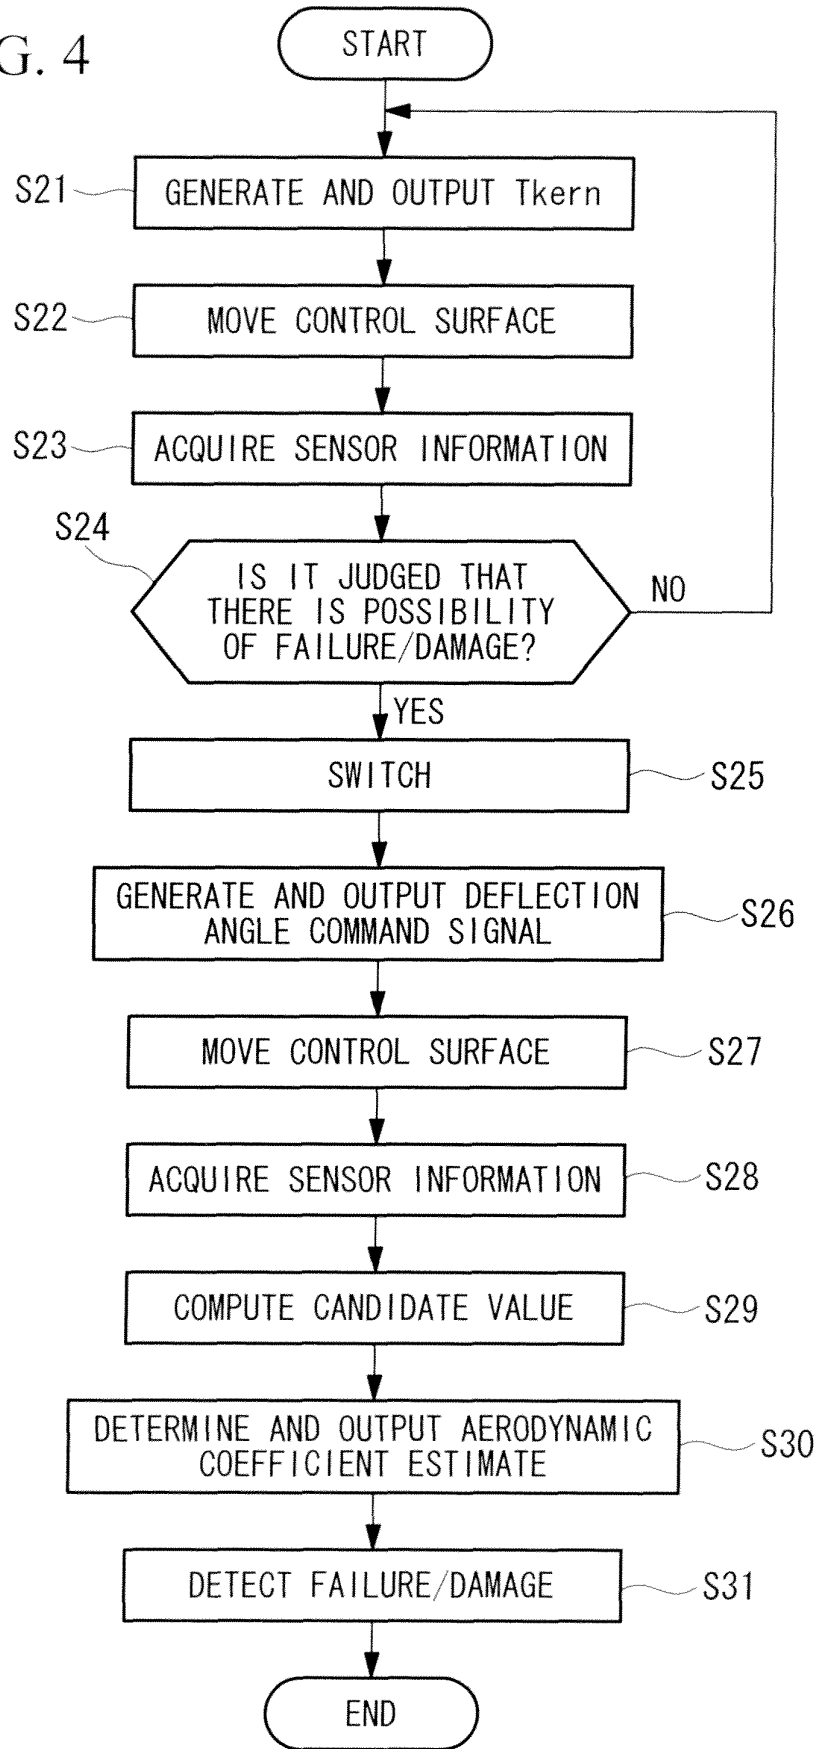 G. 4
START
S21
GENERATE AND OUTPUT Tkern
S22
MOVE CONTROL SURFACE
S23
ACQUIRE SENSOR INFORMATION
S24
IS IT JUDGED THAT
THERE IS POSSIBILITY
OF FAILURE/DAMAGE?
NO
YES
SWITCH
S25
GENERATE AND OUTPUT DEFLECTION
ANGLE COMMAND SIGNAL
S26
MOVE CONTROL SURFACE
S27
ACQUIRE SENSOR INFORMATION
S28
COMPUTE CANDIDATE VALUE
S29
DETERMINE AND OUTPUT AERODYNAMIC
COEFFICIENT ESTIMATE
S30
DETECT FAILURE/DAMAGE
S31
END